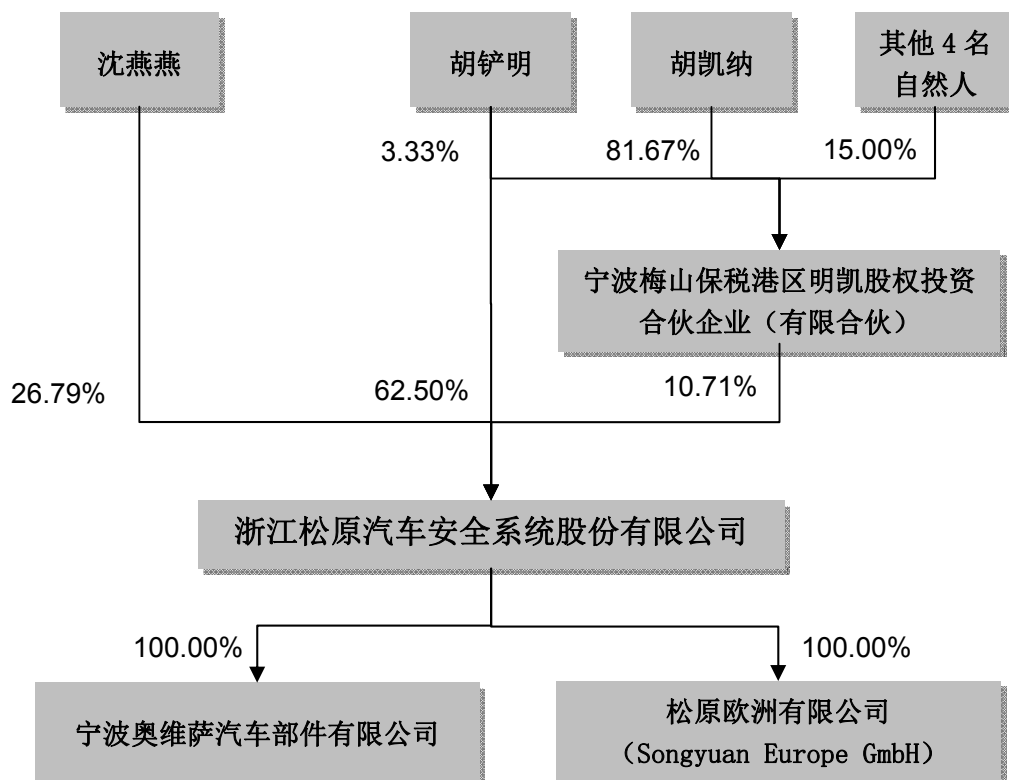 沈燕燕
胡铲明
胡凯纳
其他 4 名
自然人
3.33%
81.67%
15.00%
宁波梅山保税港区明凯股权投资
合伙企业（有限合伙）
26.79%
62.50%
10.71%
浙江松原汽车安全系统股份有限公司
100.00%
100.00%
宁波奥维萨汽车部件有限公司
松原欧洲有限公司
（Songyuan Europe GmbH）